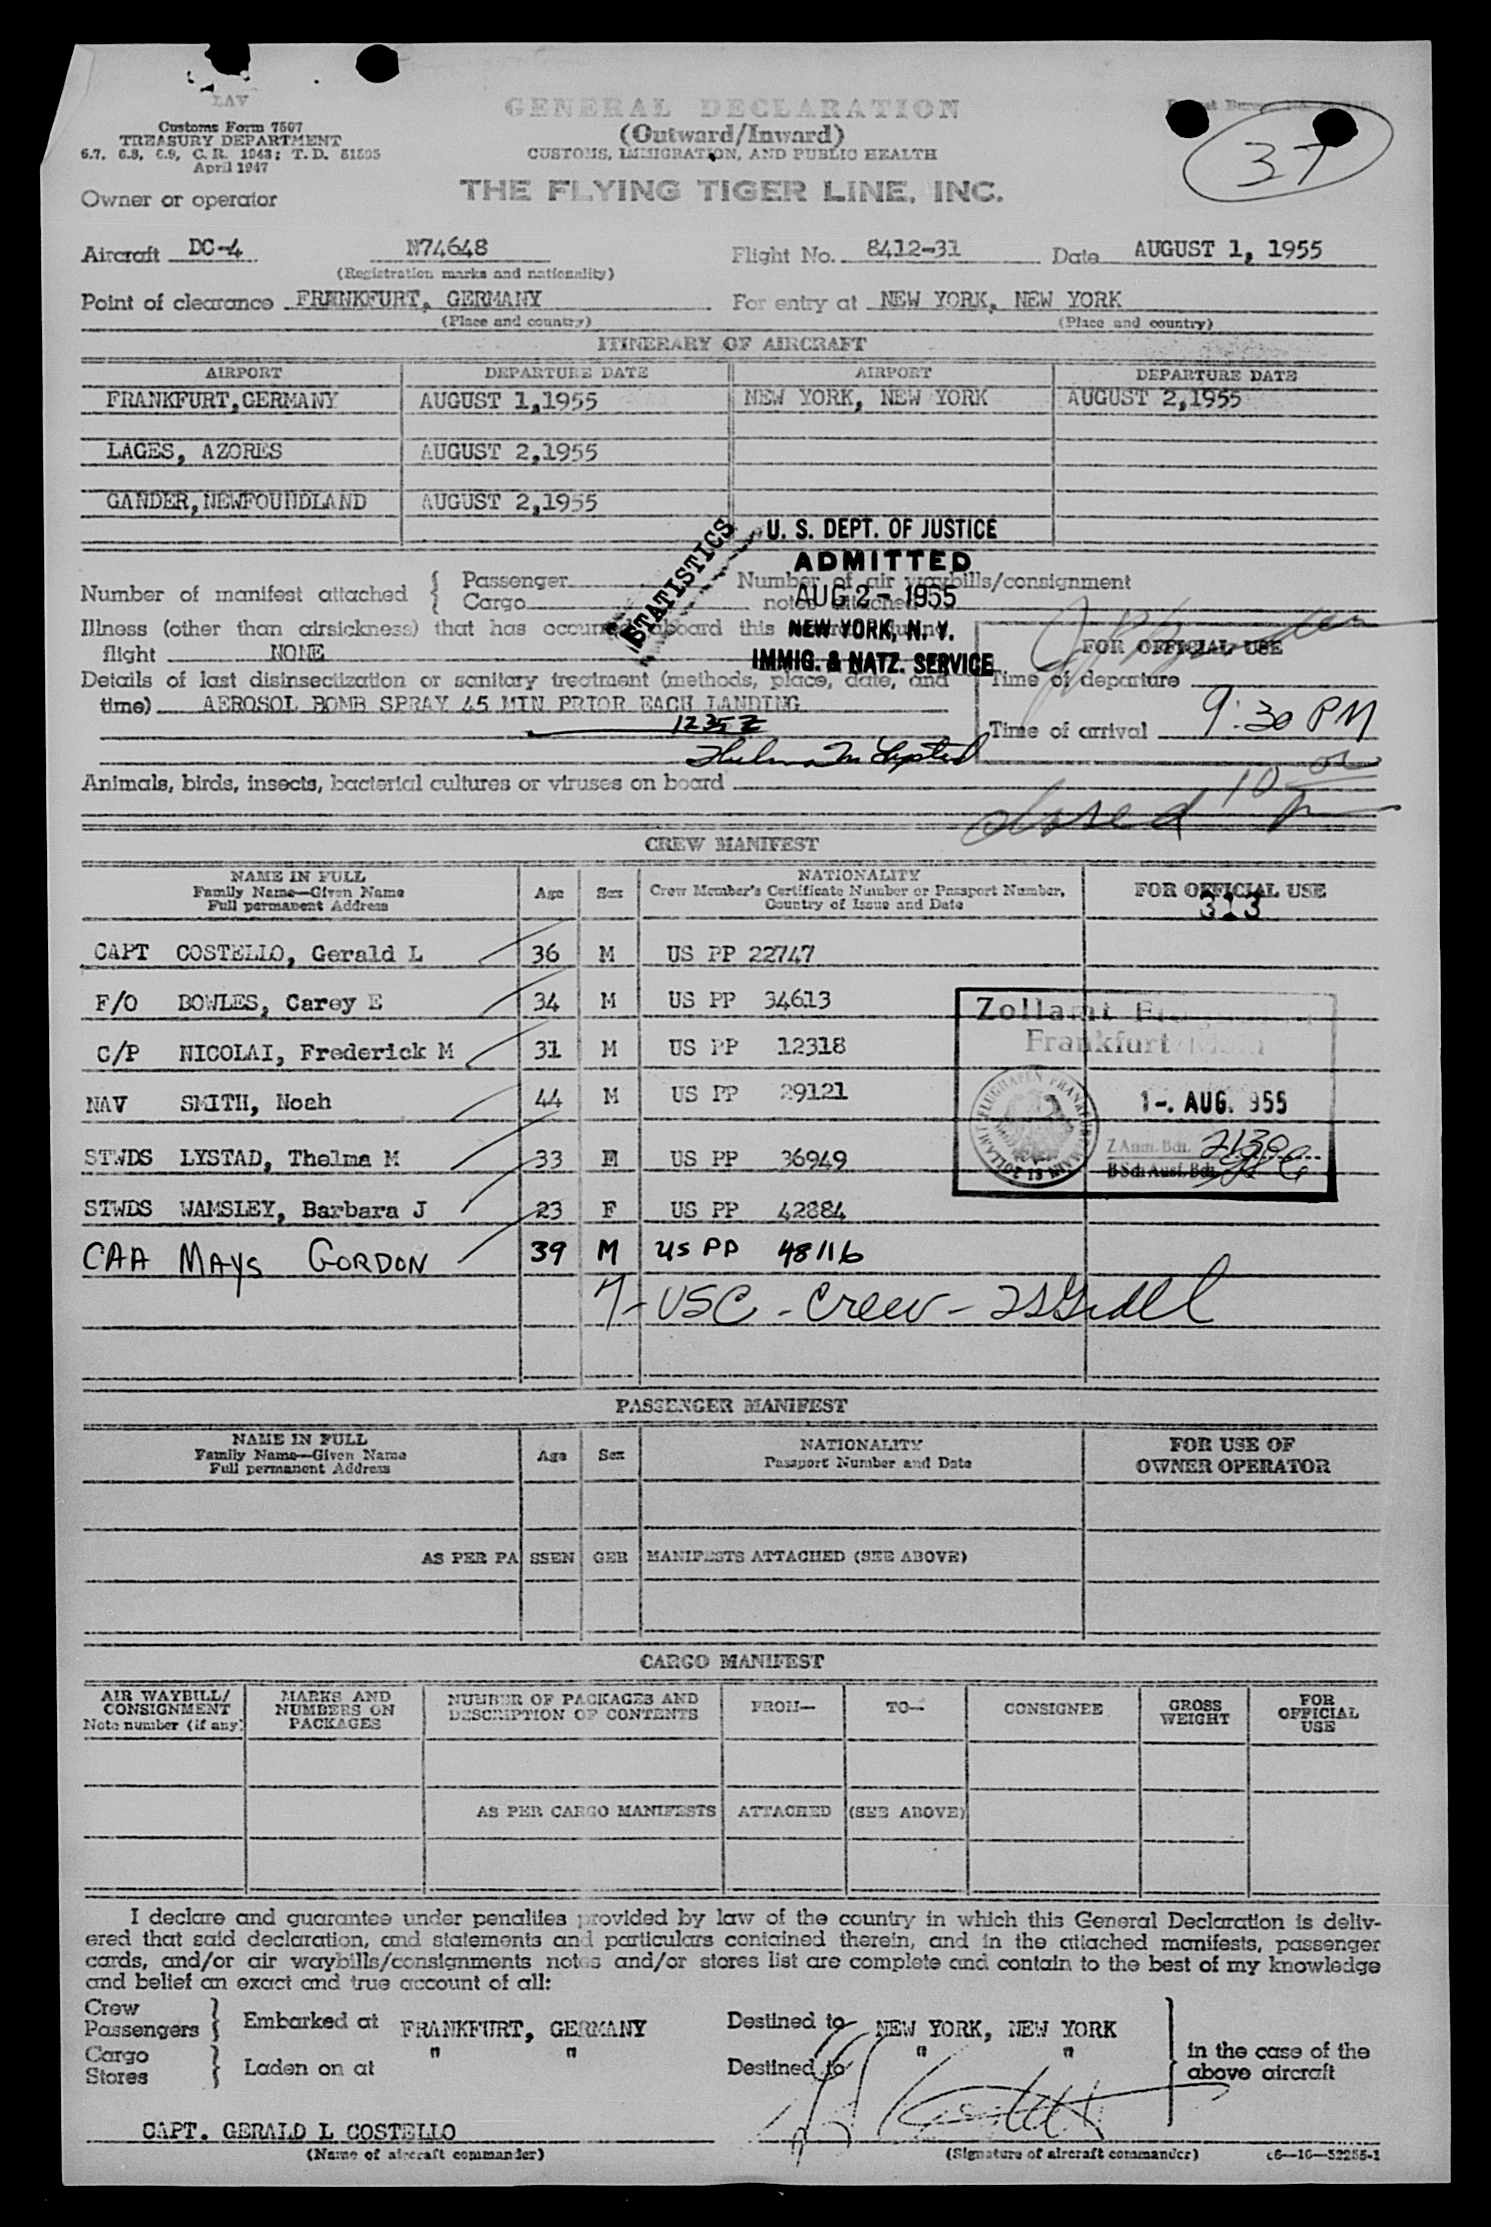 LAV
Customs Form 7507
TREASURY DEPARTMENT
6.7, 6.8, 6.9, C. R. 1943; T. D. 51595
April 1947
GENERAL DECLARATION
(Outward/Inward)
CUSTOMS, IMMIGRATION, AND PUBLIC HEALTH
37
Owner or operator THE FLYING TIGER LINE, INC.
Aircraft DC-4 N74648 Flight No. 8412-31 Date AUGUST 1, 1955
(Registration marks and nationality)
Point of clearance FRANKFURT, GERMANY For entry at NEW YORK, NEW YORK
(Place and country) (Place and country)
ITINERARY OF AIRCRAFT
AIRPORT DEPARTURE DATE AIRPORT DEPARTURE DATE
FRANKFURT,GERMANY AUGUST 1,1955 NEW YORK, NEW YORK AUGUST 2,1955
LAGES, AZORES AUGUST 2,1955
GANDER,NEWFOUNDLAND AUGUST 2,1955
STATISTICS
U. S. DEPT. OF JUSTICE
ADMITTED
AUG 2 - 1955
NEW YORK, N. Y.
IMMIG. & NATZ. SERVICE
Number of manifest attached { Passenger Number of air waybills/consignment
Cargo notes attached
Illness (other than airsickness) that has occurred aboard this
flight NONE
FOR OFFICIAL USE
Details of last disinsectization or sanitary treatment (methods, place, date, and
time) AEROSOL BOMB SPRAY 45 MIN PRIOR EACH LANDING
1235 Z
Thelma M Lystad
Time of departure
Time of arrival 9:30 PM
Animals, birds, insects, bacterial cultures or viruses on board
closed 10
CREW MANIFEST
NAME IN FULL
Family Name—Given Name
Full permanent Address
Age Sex
NATIONALITY
Crew Member's Certificate Number or Passport Number,
Country of Issue and Date
FOR OFFICIAL USE
313
CAPT COSTELLO, Gerald L 36 M US PP 22747
F/O BOWLES, Carey E 34 M US PP 34613
C/P NICOLAI, Frederick M 31 M US PP 12318
NAV SMITH, Noah 44 M US PP 29121
STWDS LYSTAD, Thelma M 33 F US PP 36949
STWDS WAMSLEY, Barbara J 23 F US PP 42884
CAA MAYS GORDON 39 M US PP 48116
7-USC - Crew -
Zollamt
Frankfurt
1-. AUG. 955
PASSENGER MANIFEST
NAME IN FULL
Family Name—Given Name
Full permanent Address
Age Sex
NATIONALITY
Passport Number and Date
FOR USE OF
OWNER OPERATOR
AS PER PASSENGER MANIFESTS ATTACHED (SEE ABOVE)
CARGO MANIFEST
AIR WAYBILL/
CONSIGNMENT
Note number (if any)
MARKS AND
NUMBERS ON
PACKAGES
NUMBER OF PACKAGES AND
DESCRIPTION OF CONTENTS
FROM— TO— CONSIGNEE
GROSS
WEIGHT
FOR
OFFICIAL
USE
AS PER CARGO MANIFESTS ATTACHED (SEE ABOVE)
I declare and guarantee under penalties provided by law of the country in which this General Declaration is deliv-
ered that said declaration, and statements and particulars contained therein, and in the attached manifests, passenger
cards, and/or air waybills/consignments notes and/or stores list are complete and contain to the best of my knowledge
and belief an exact and true account of all:
Crew
Passengers } Embarked at FRANKFURT, GERMANY Destined to NEW YORK, NEW YORK
Cargo
Stores } Laden on at " " Destined to " "
in the case of the
above aircraft
CAPT. GERALD L COSTELLO
(Name of aircraft commander) (Signature of aircraft commander) c6—16—52255-1